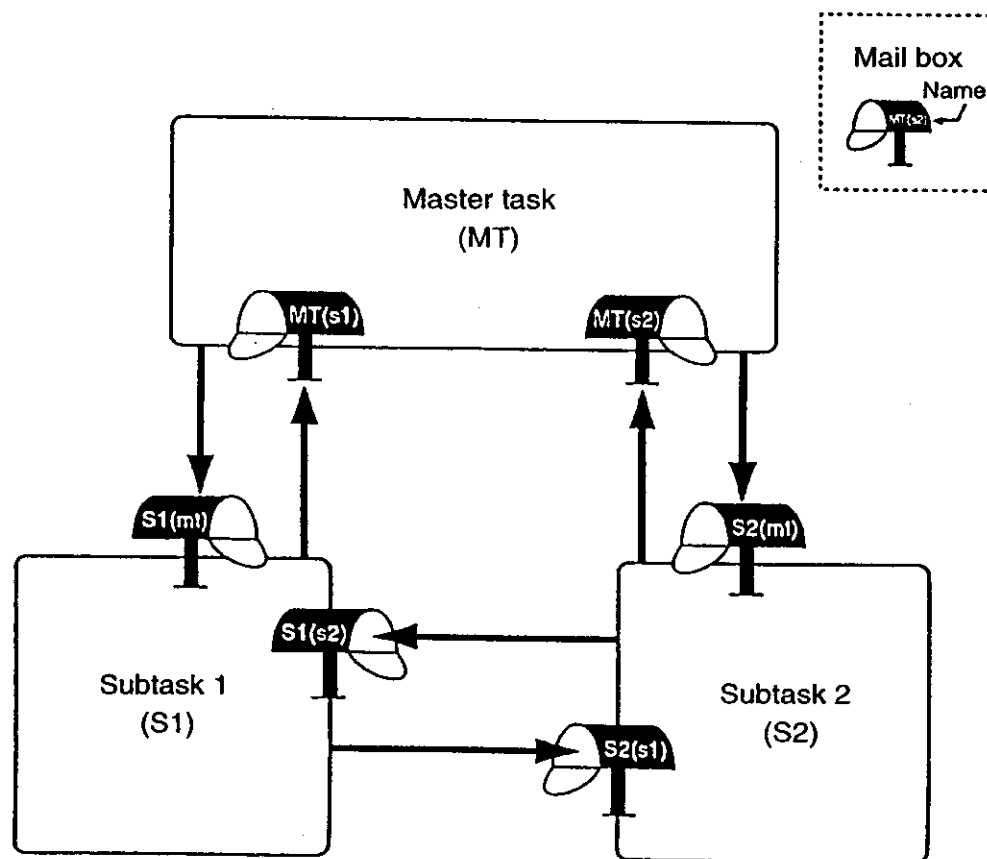 Mail box
Name
MT(s2)
Master task
(MT)
MT(s1)
MT(s2)
S1(mt)
S2(mt)
S1(s2)
Subtask 1
(S1)
Subtask 2
(S2)
S2(s1)